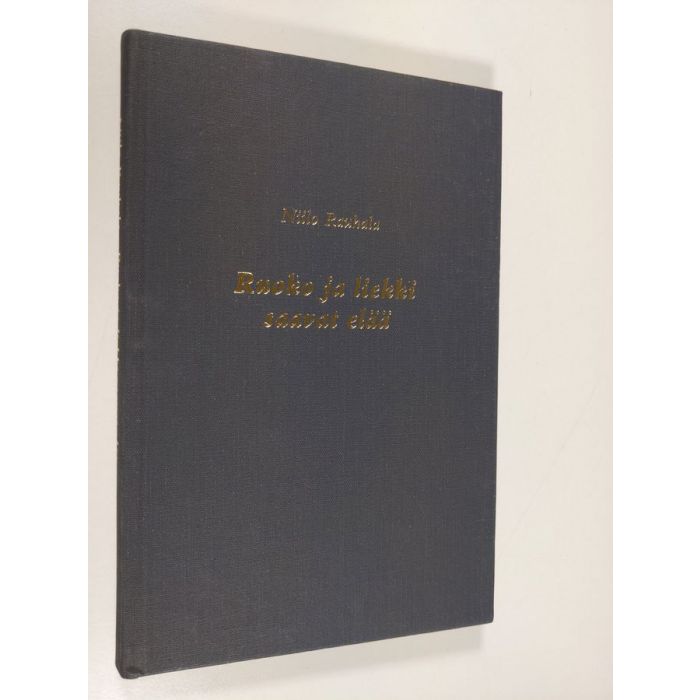 Niilo Rauhala
Ruoko ja liekki
saavat elää